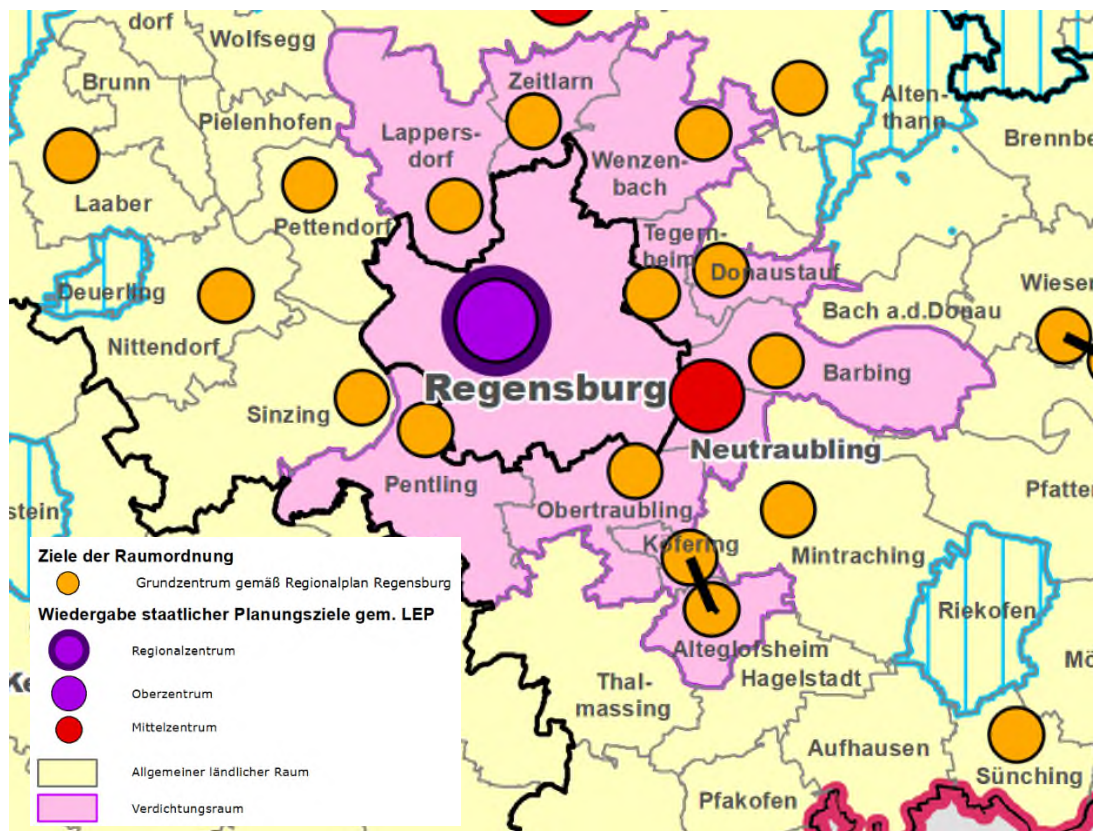 dorf
Wolfsegg
Brunn
Zeitlarn
Alten-
thann
Pielenhofen
Lappers-
dorf
Brennbe
Wenzen-
bach
Laaber
Pettendorf
Tegern-
heim
Donaustauf
Deuerling
Wiesen
Bach a.d.Donau
Nittendorf
Barbing
Regensburg
Sinzing
Neutraubling
Pentling
Pfatter
Obertraubling
stein
Köfering
Mintraching
Ziele der Raumordnung
Grundzentrum gemäß Regionalplan Regensburg
Wiedergabe staatlicher Planungsziele gem. LEP
Regionalzentrum
Oberzentrum
Mittelzentrum
Allgemeiner ländlicher Raum
Verdichtungsraum
Riekofen
Alteglofsheim
Mö
Hagelstadt
Ke
Thal-
massing
Aufhausen
Sünching
Pfakofen